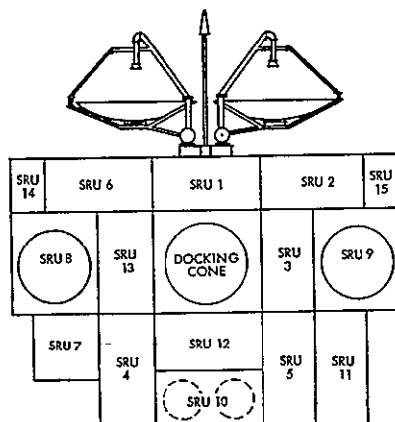 SRU
14
SRU 6
SRU 1
SRU 2
SRU
15
SRU 8
SRU
13
DOCKING
CONE
SRU
3
SRU 9
SRU 7
SRU
4
SRU 12
SRU 10
SRU
5
SRU
11